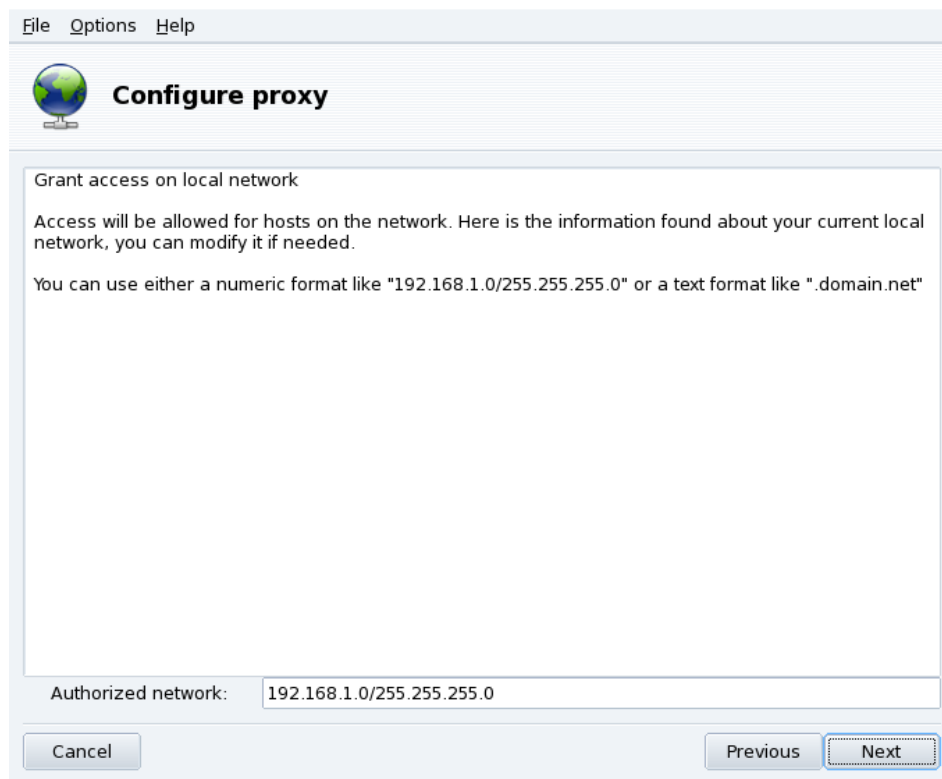 File Options Help
Configure proxy
Grant access on local network
Access will be allowed for hosts on the network. Here is the information found about your current local
network, you can modify it if needed.
You can use either a numeric format like "192.168.1.0/255.255.255.0" or a text format like ".domain.net"
Authorized network: 192.168.1.0/255.255.255.0
Cancel Previous Next